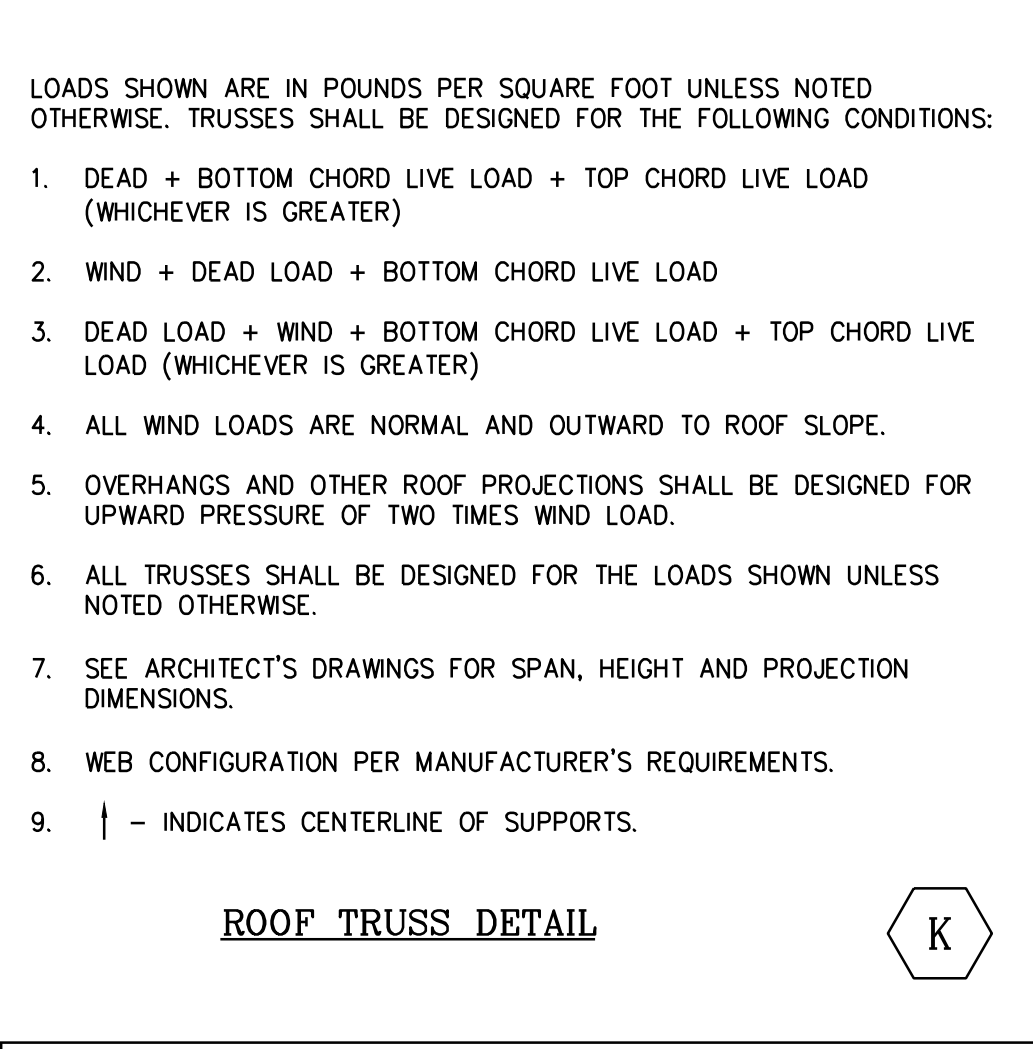 LOADS SHOWN ARE IN POUNDS PER SQUARE FOOT UNLESS NOTED
OTHERWISE. TRUSSES SHALL BE DESIGNED FOR THE FOLLOWING CONDITIONS:
1. DEAD + BOTTOM CHORD LIVE LOAD + TOP CHORD LIVE LOAD
(WHICHEVER IS GREATER)
2. WIND + DEAD LOAD + BOTTOM CHORD LIVE LOAD
3. DEAD LOAD + WIND + BOTTOM CHORD LIVE LOAD + TOP CHORD LIVE
LOAD (WHICHEVER IS GREATER)
4. ALL WIND LOADS ARE NORMAL AND OUTWARD TO ROOF SLOPE.
5. OVERHANGS AND OTHER ROOF PROJECTIONS SHALL BE DESIGNED FOR
UPWARD PRESSURE OF TWO TIMES WIND LOAD.
6. ALL TRUSSES SHALL BE DESIGNED FOR THE LOADS SHOWN UNLESS
NOTED OTHERWISE.
7. SEE ARCHITECT'S DRAWINGS FOR SPAN, HEIGHT AND PROJECTION
DIMENSIONS.
8. WEB CONFIGURATION PER MANUFACTURER'S REQUIREMENTS.
9. ↑ – INDICATES CENTERLINE OF SUPPORTS.
ROOF TRUSS DETAIL
K